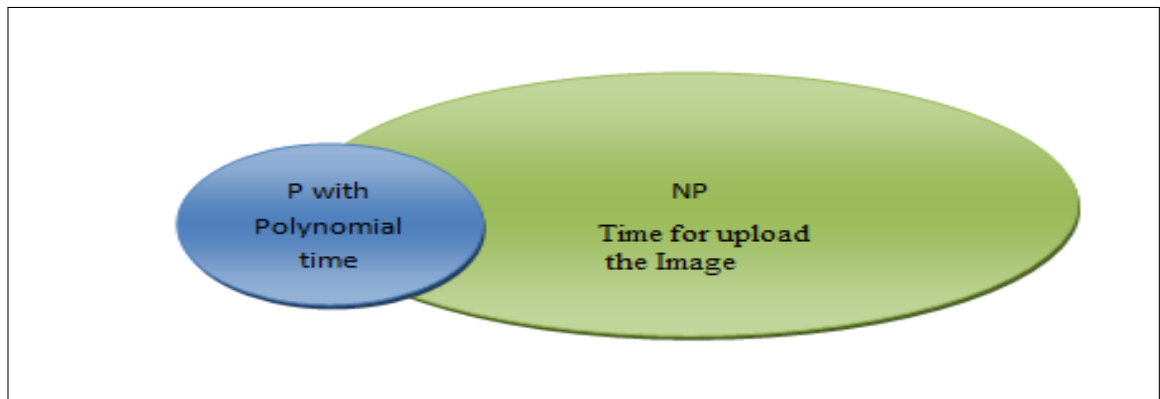 P with
Polynomial
time
NP
Time for upload
the Image